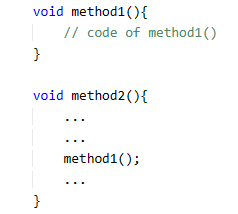 void method1(){
    // code of method1()
}

void method2(){
    ...
    ...
    method1();
    ...
}